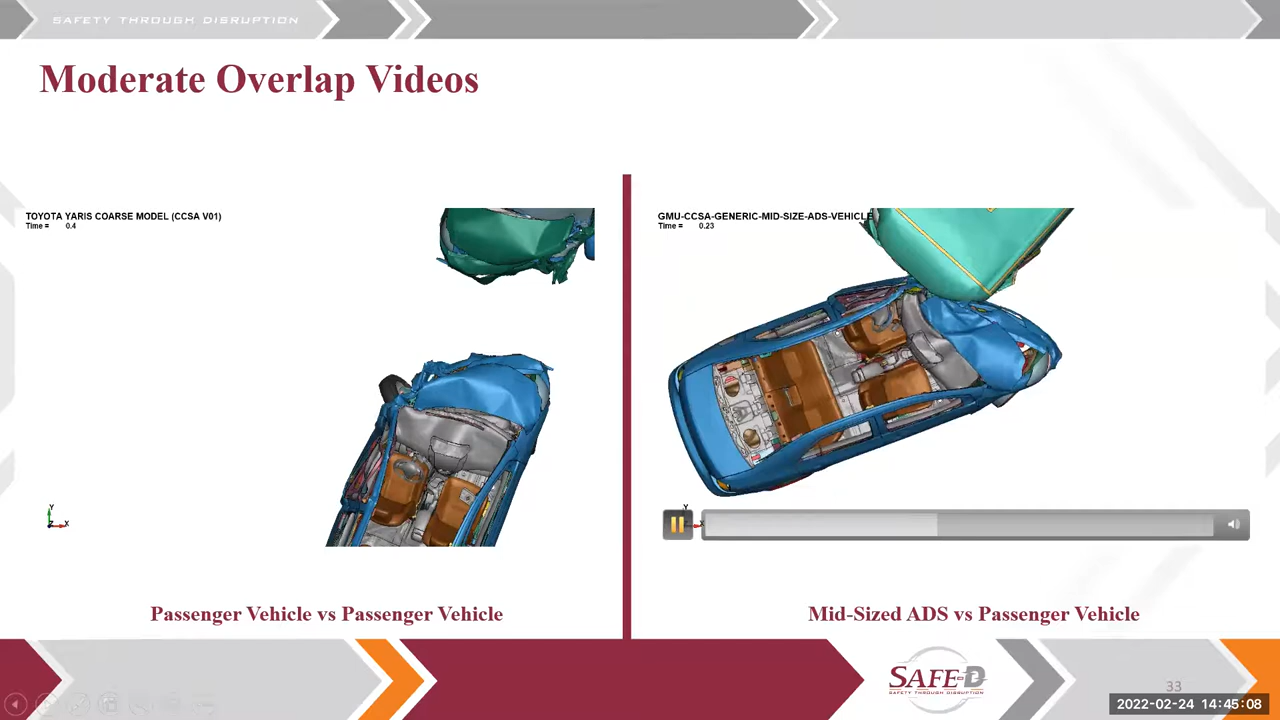 SAFETY THROUGH DISRUPTION
Moderate Overlap Videos
TOYOTA YARIS COARSE MODEL (CCSA V01)
Time = 0.4
Y
Z X
GMU-CCSA-GENERIC-MID-SIZE-ADS-VEHICLE
Time = 0.23
Y
X
Passenger Vehicle vs Passenger Vehicle
Mid-Sized ADS vs Passenger Vehicle
SAFE-D
SAFETY THROUGH DISRUPTION
33
2022-02-24 14:45:08